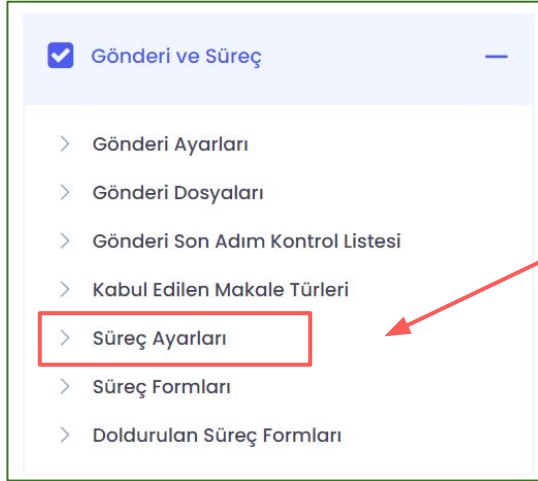 Gönderi ve Süreç
Gönderi Ayarları
Gönderi Dosyaları
Gönderi Son Adım Kontrol Listesi
Kabul Edilen Makale Türleri
Süreç Ayarları
Süreç Formları
Doldurulan Süreç Formları